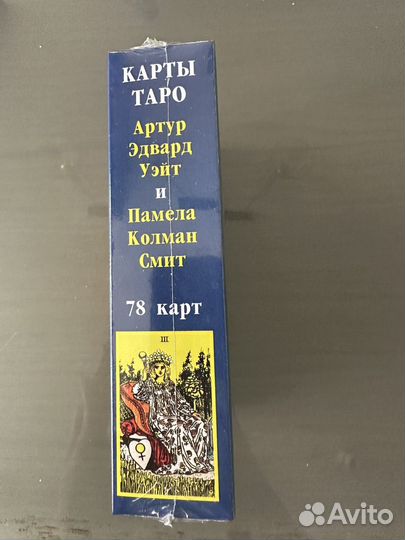 КАРТЫ
ТАРО
Артур
Эдвард
Уэйт
и
Памела
Колман
Смит
78 карт
III
Avito